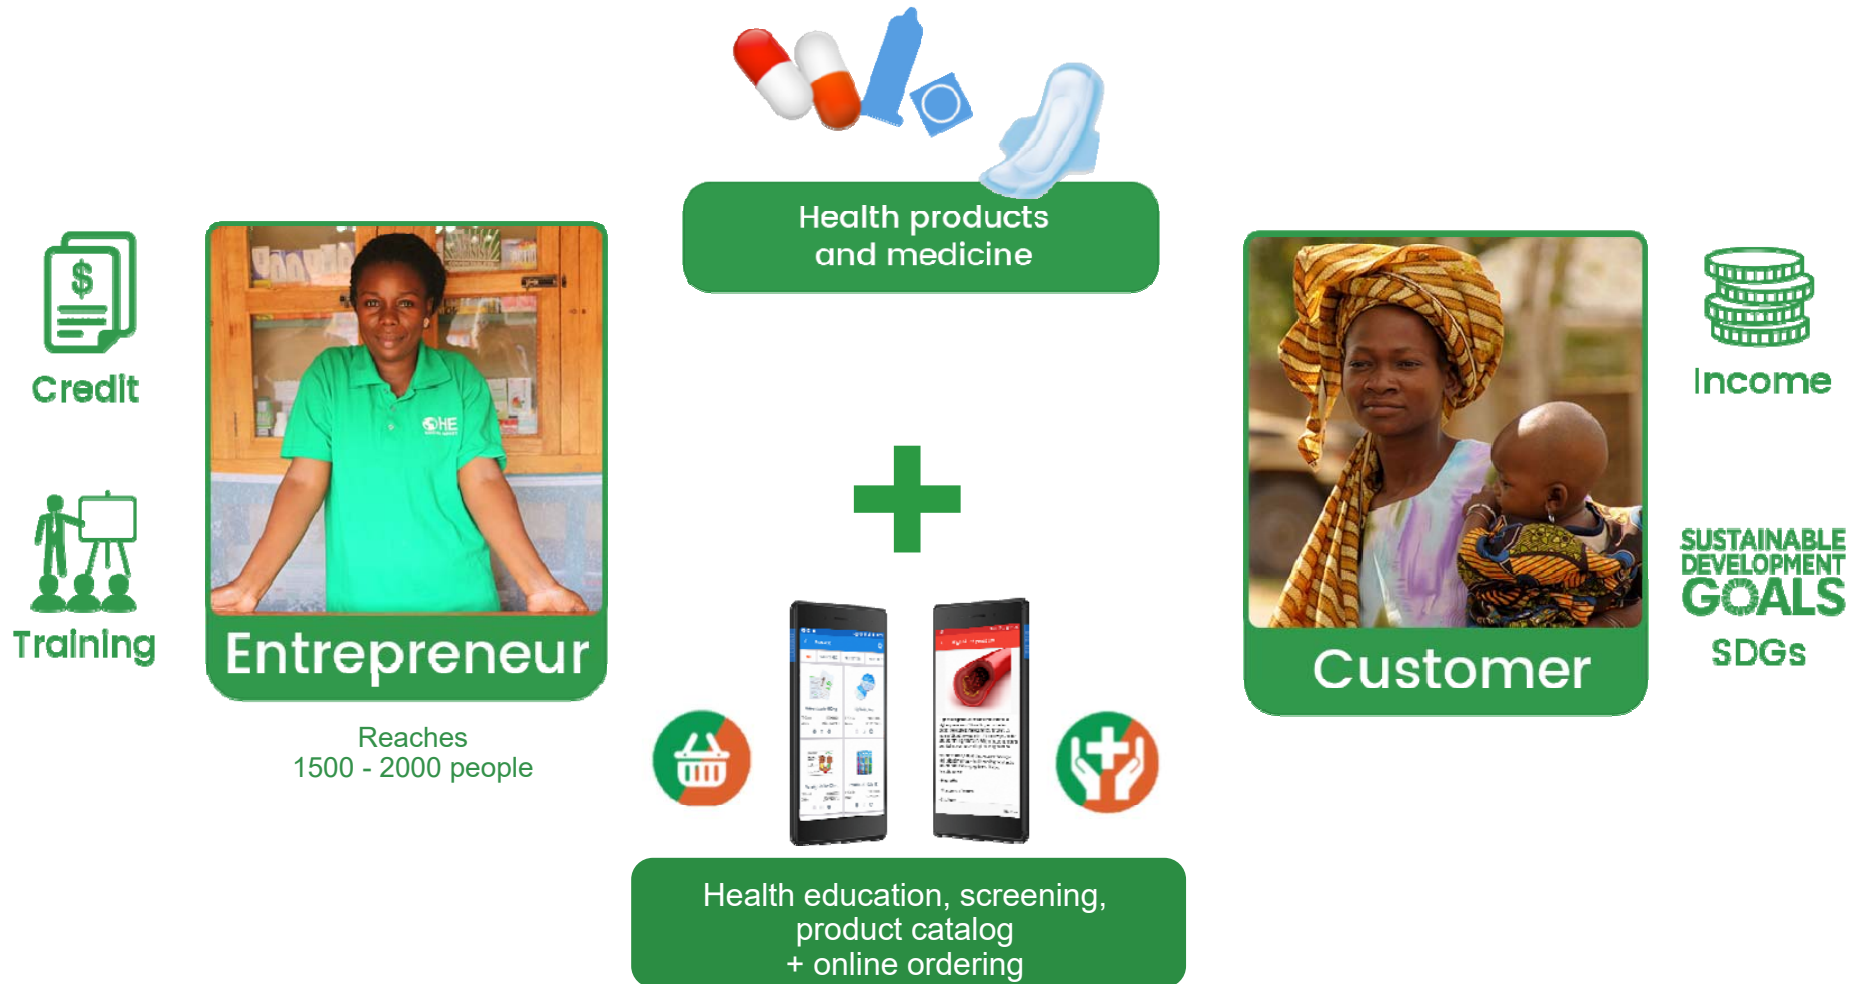 Health products
and medicine
$
Credit
Training
HE
Entrepreneur
Reaches
1500 - 2000 people
Health education, screening,
product catalog
+ online ordering
Customer
Income
SUSTAINABLE
DEVELOPMENT
GOALS
SDGs